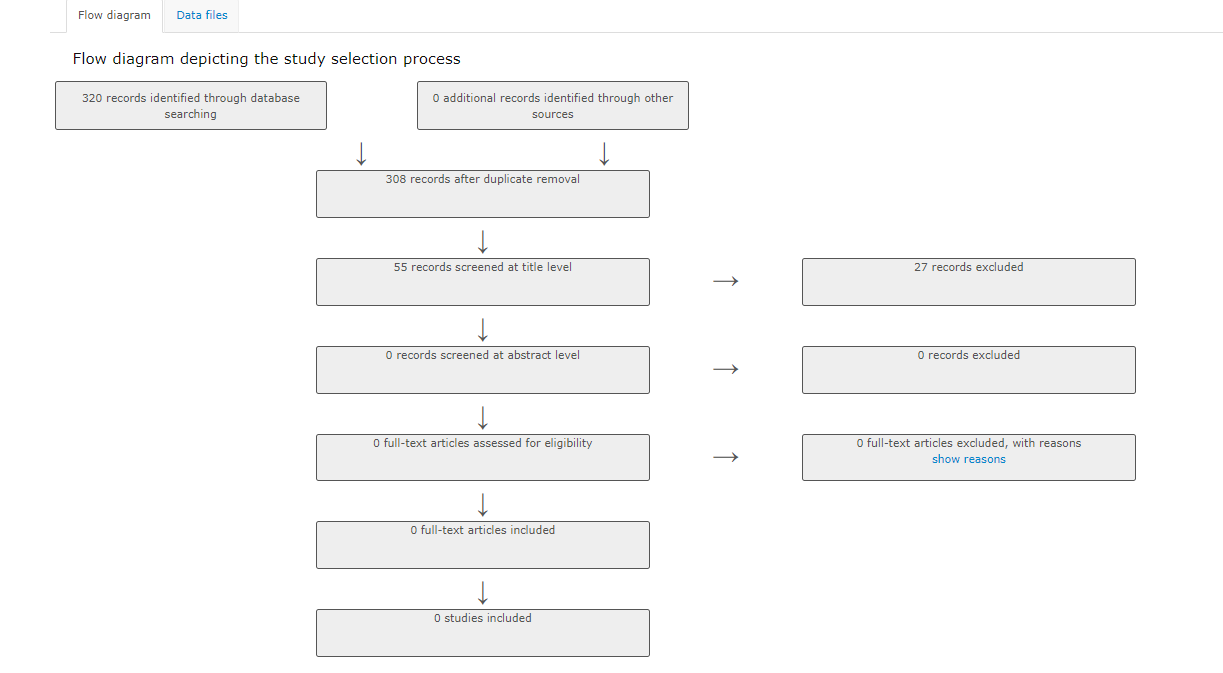 Flow diagram
Data files
Flow diagram depicting the study selection process
320 records identified through database
searching
0 additional records identified through other
sources
308 records after duplicate removal
55 records screened at title level
27 records excluded
0 records screened at abstract level
0 records excluded
0 full-text articles assessed for eligibility
0 full-text articles excluded, with reasons
show reasons
0 full-text articles included
0 studies included